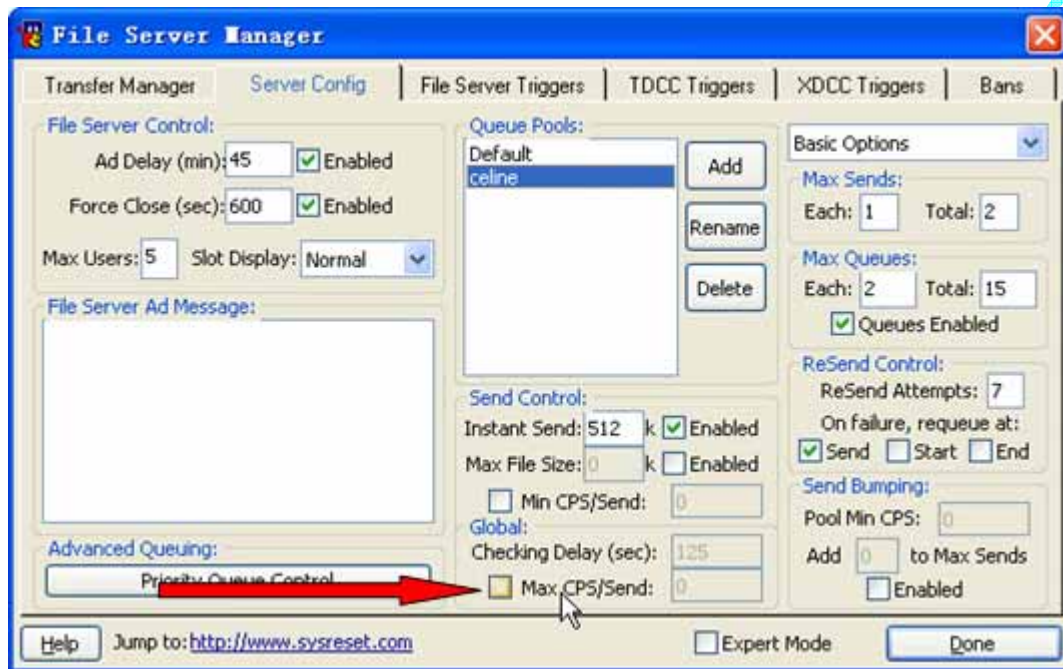 File Server Manager
Transfer Manager
Server Config
File Server Triggers
TDCC Triggers
XDCC Triggers
Bans
File Server Control:
Ad Delay (min): 45 Enabled
Force Close (sec): 600 Enabled
Max Users: 5 Slot Display: Normal
File Server Ad Message:
Advanced Queuing:
Priority Queue Control
Queue Pools:
Default
celine
Add
Rename
Delete
Send Control:
Instant Send: 512 k Enabled
Max File Size: 0 k Enabled
Min CPS/Send: 0
Global:
Checking Delay (sec): 125
Max CPS/Send: 0
Basic Options
Max Sends:
Each: 1 Total: 2
Max Queues:
Each: 2 Total: 15
Queues Enabled
ReSend Control:
ReSend Attempts: 7
On failure, requeue at:
Send Start End
Send Bumping:
Pool Min CPS: 0
Add 0 to Max Sends
Enabled
Help Jump to: http://www.sysreset.com
Expert Mode
Done